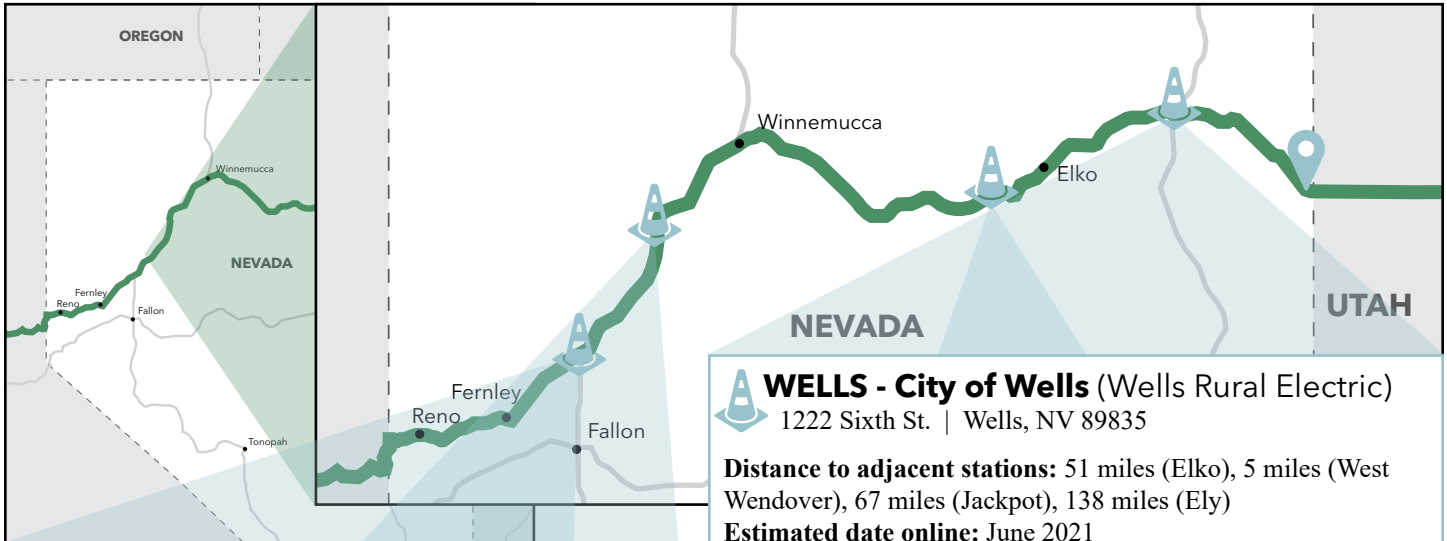 OREGON
Winnemucca
NEVADA
Fernley
Reno
Fallon
Tonopah
Winnemucca
Elko
NEVADA
UTAH
Fernley
Reno
Fallon
WELLS - City of Wells (Wells Rural Electric)
1222 Sixth St. | Wells, NV 89835
Distance to adjacent stations: 51 miles (Elko), 5 miles (West
Wendover), 67 miles (Jackpot), 138 miles (Ely)
Estimated date online: June 2021